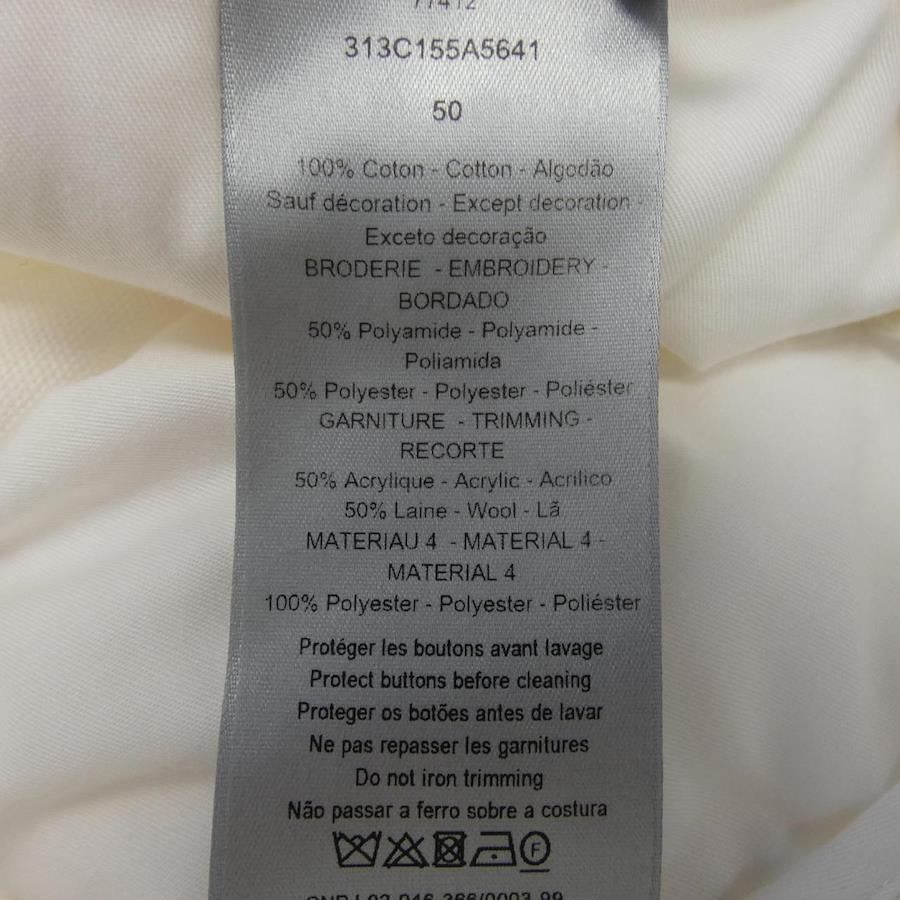 77412
313C155A5641
50
100% Coton - Cotton - Algodão
Sauf décoration - Except decoration -
Exceto decoração
BRODERIE - EMBROIDERY -
BORDADO
50% Polyamide - Polyamide -
Poliamida
50% Polyester - Polyester - Poliéster
GARNITURE - TRIMMING -
RECORTE
50% Acrylique - Acrylic - Acrílico
50% Laine - Wool - Lã
MATERIAU 4 - MATERIAL 4 -
MATERIAL 4
100% Polyester - Polyester - Poliéster
Protéger les boutons avant lavage
Protect buttons before cleaning
Proteger os botões antes de lavar
Ne pas repasser les garnitures
Do not iron trimming
Não passar a ferro sobre a costura
F